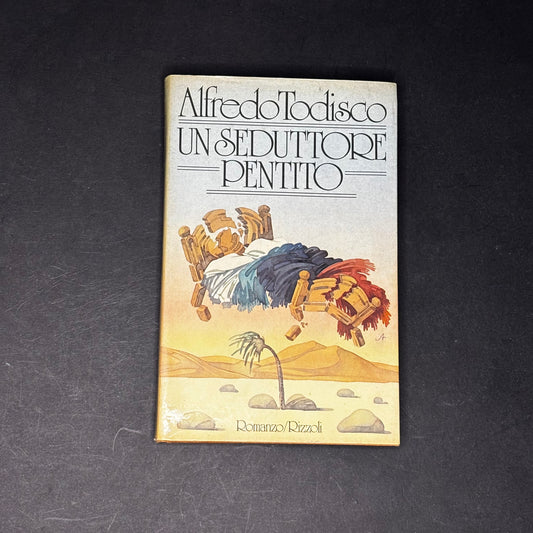 Alfredo Todisco
UN SEDUTTORE
PENTITO
Romanzo/Rizzoli